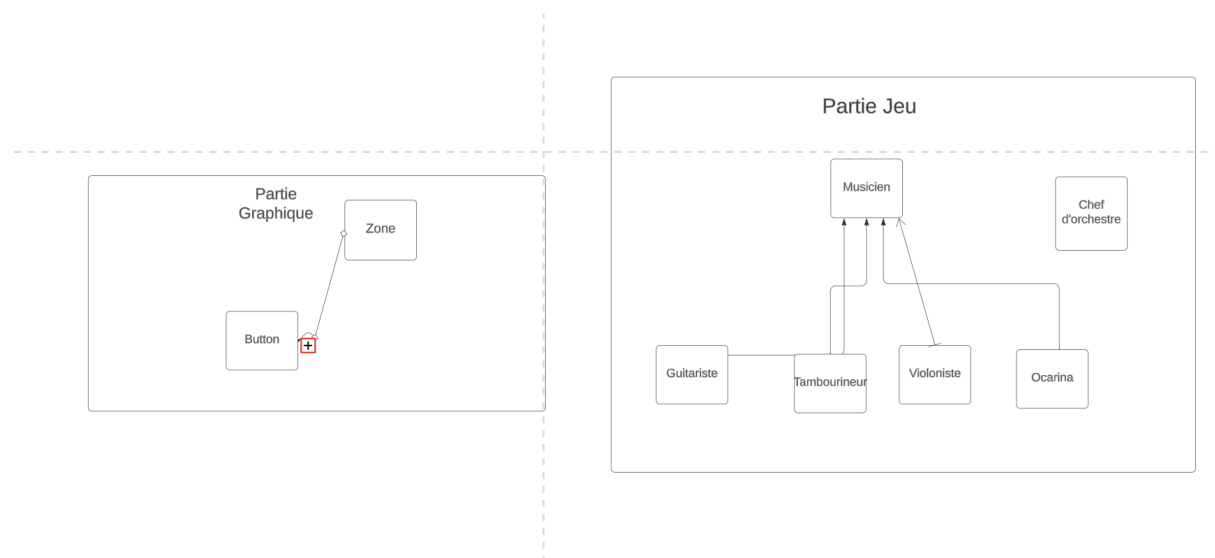 Partie Jeu
Partie
Graphique
Zone
Button
+
Musicien
Chef
d'orchestre
Guitariste
Tambourineur
Violoniste
Ocarina